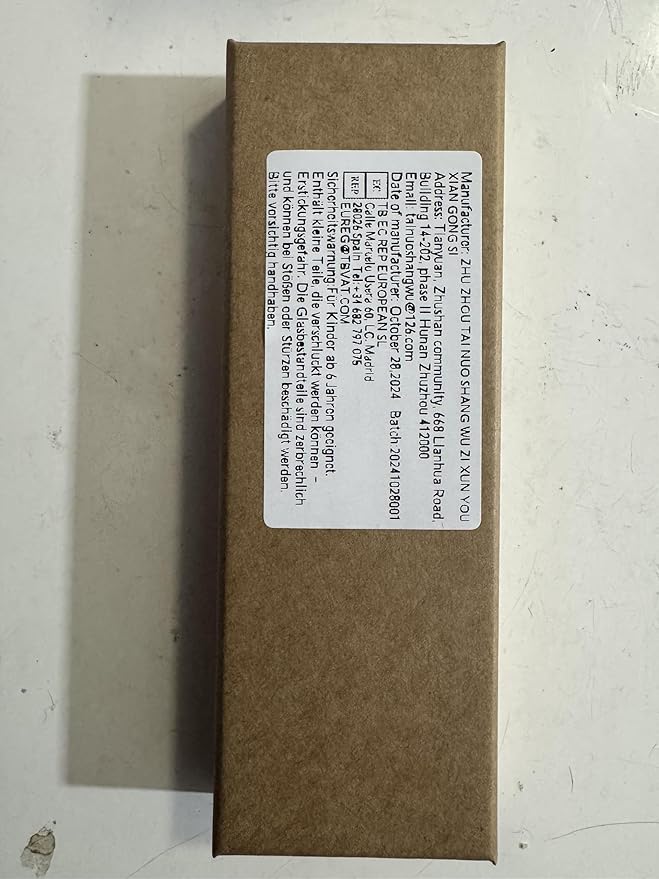 Manufacturer: ZHU ZHOU TAI NUO SHANG WU ZI XUN YOU
XIAN GONG SI
Address: Tianyuan, Zhushan community, 668 Lianhua Road,
Building 14-202, phase II Hunan Zhuzhou 412000
Email: tainuoshangwu@126.com
Date of manufacturer: October 28,2024 Batch 20241028001
EC REP
TB EC REP EUROPEAN SL
Calle Marcelo Usera 60, LC, Madrid
28026 Spain Tel:+34 682 797 075
EUREG@TBVAT.COM
Sicherheitswarnung:Für Kinder ab 6 Jahren geeignet.
Enthält kleine Teile, die verschluckt werden können –
Erstickungsgefahr. Die Glasbestandteile sind zerbrechlich
und können bei Stößen oder Stürzen beschädigt werden.
Bitte vorsichtig handhaben.